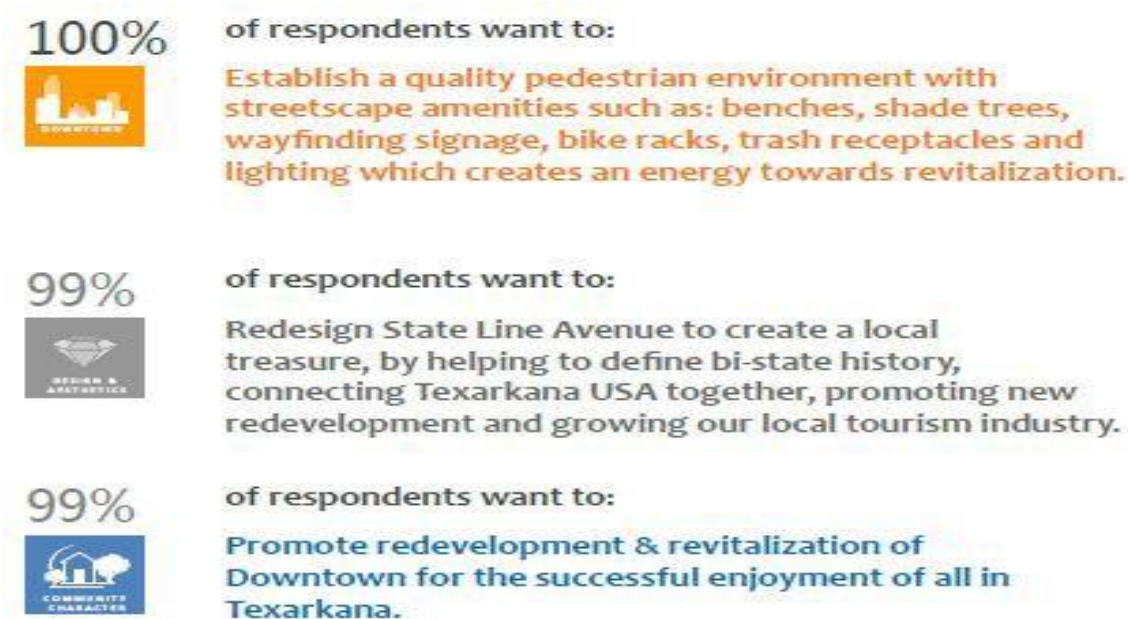 100%
of respondents want to:
DOWNTOWN
Establish a quality pedestrian environment with
streetscape amenities such as: benches, shade trees,
wayfinding signage, bike racks, trash receptacles and
lighting which creates an energy towards revitalization.
99%
of respondents want to:
DESIGN &
AESTHETICS
Redesign State Line Avenue to create a local
treasure, by helping to define bi-state history,
connecting Texarkana USA together, promoting new
redevelopment and growing our local tourism industry.
99%
of respondents want to:
COMMUNITY
CHARACTER
Promote redevelopment & revitalization of
Downtown for the successful enjoyment of all in
Texarkana.